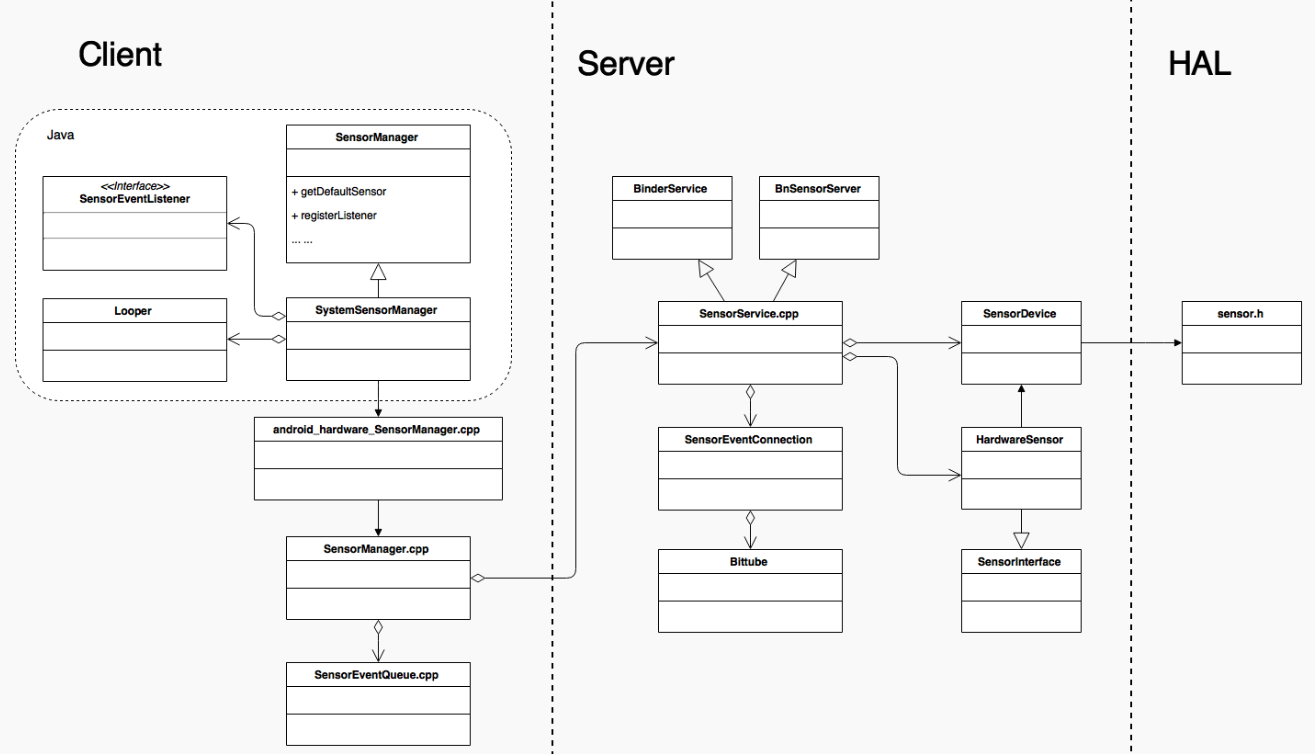 Client
Server
HAL
Java
SensorManager
+ getDefaultSensor
+ registerListener
... ...
<<Interface>>
SensorEventListener
Looper
SystemSensorManager
android_hardware_SensorManager.cpp
SensorManager.cpp
SensorEventQueue.cpp
BinderService
BnSensorServer
SensorService.cpp
SensorDevice
SensorEventConnection
HardwareSensor
Bittube
SensorInterface
sensor.h